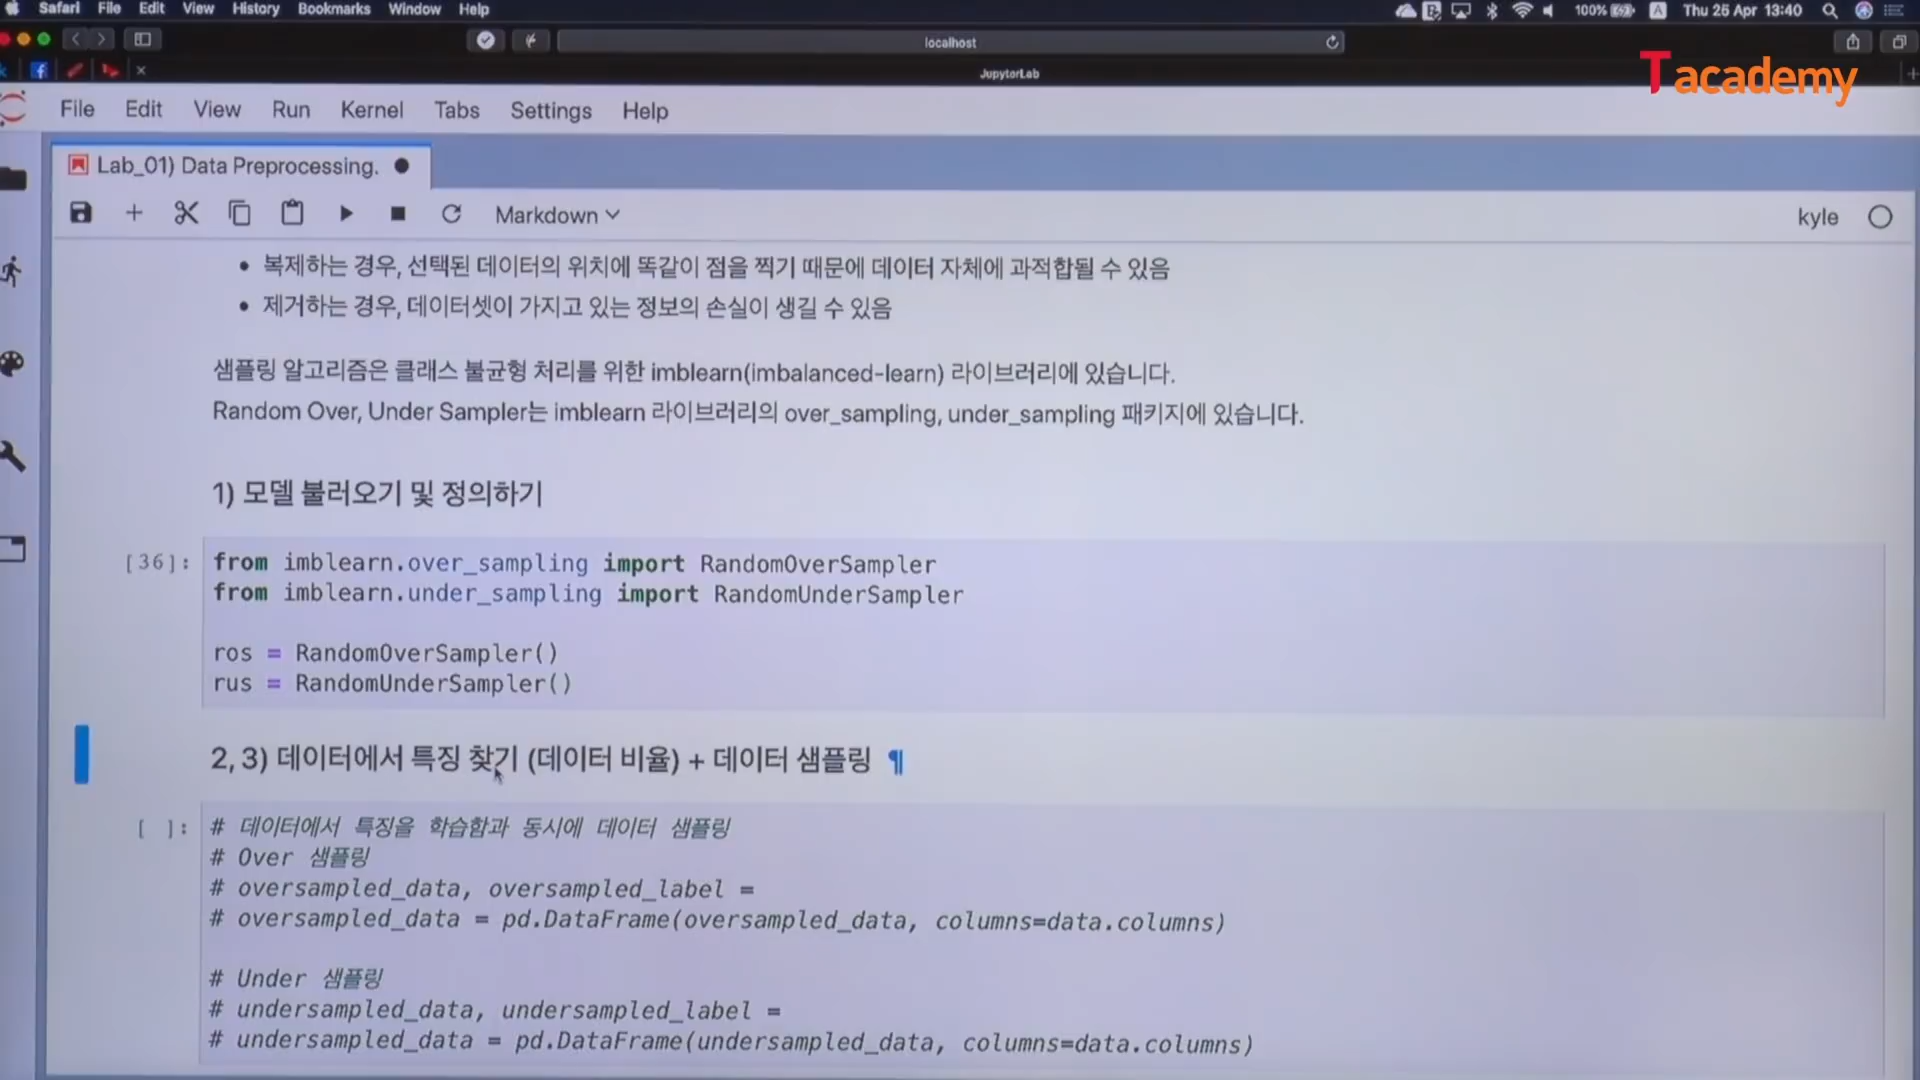 Safari File Edit View History Bookmarks Window Help
100% A Thu 25 Apr 13:40
localhost
JupyterLab
Tacademy
File Edit View Run Kernel Tabs Settings Help
Lab_01) Data Preprocessing.
Markdown
kyle
• 복제하는 경우, 선택된 데이터의 위치에 똑같이 점을 찍기 때문에 데이터 자체에 과적합될 수 있음
• 제거하는 경우, 데이터셋이 가지고 있는 정보의 손실이 생길 수 있음
샘플링 알고리즘은 클래스 불균형 처리를 위한 imblearn(imbalanced-learn) 라이브러리에 있습니다.
Random Over, Under Sampler는 imblearn 라이브러리의 over_sampling, under_sampling 패키지에 있습니다.
1) 모델 불러오기 및 정의하기
[36]: from imblearn.over_sampling import RandomOverSampler
from imblearn.under_sampling import RandomUnderSampler
ros = RandomOverSampler()
rus = RandomUnderSampler()
2, 3) 데이터에서 특징 찾기 (데이터 비율) + 데이터 샘플링 ¶
[ ]: # 데이터에서 특징을 학습함과 동시에 데이터 샘플링
# Over 샘플링
# oversampled_data, oversampled_label =
# oversampled_data = pd.DataFrame(oversampled_data, columns=data.columns)
# Under 샘플링
# undersampled_data, undersampled_label =
# undersampled_data = pd.DataFrame(undersampled_data, columns=data.columns)